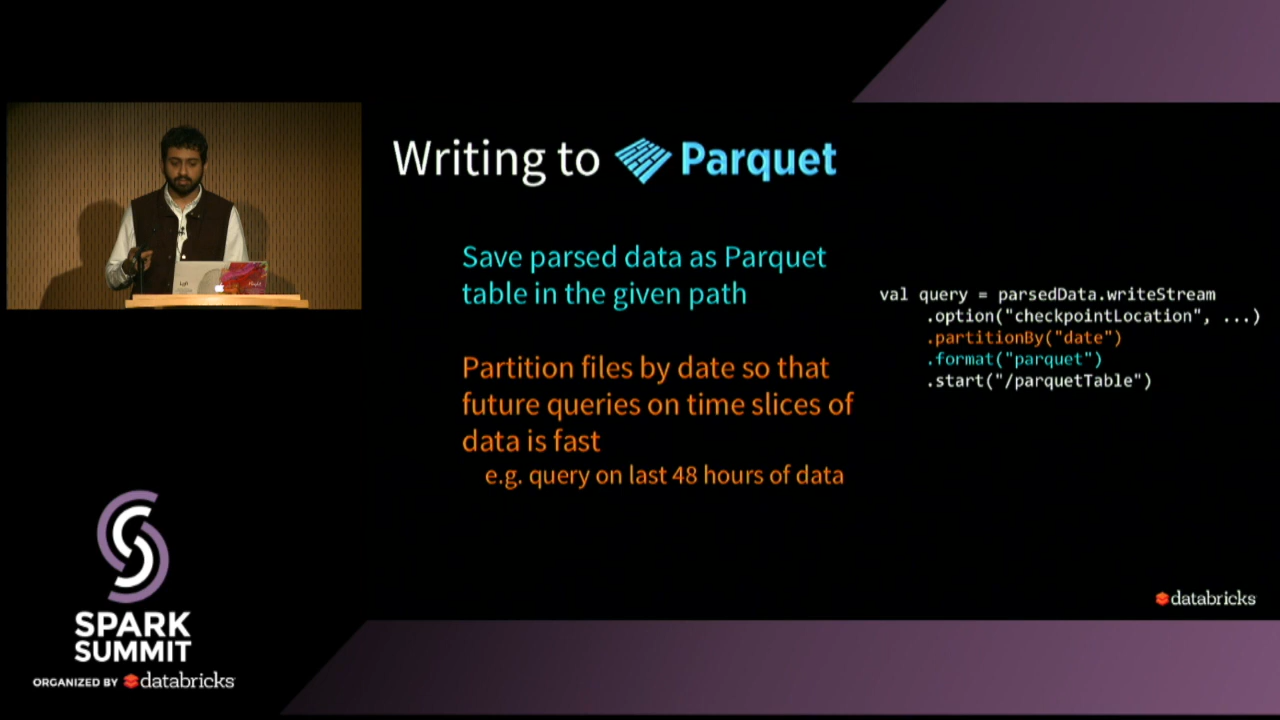 Writing to Parquet
Save parsed data as Parquet
table in the given path
Partition files by date so that
future queries on time slices of
data is fast
e.g. query on last 48 hours of data
val query = parsedData.writeStream
.option("checkpointLocation", ...)
.partitionBy("date")
.format("parquet")
.start("/parquetTable")
databricks
SPARK
SUMMIT
ORGANIZED BY databricks